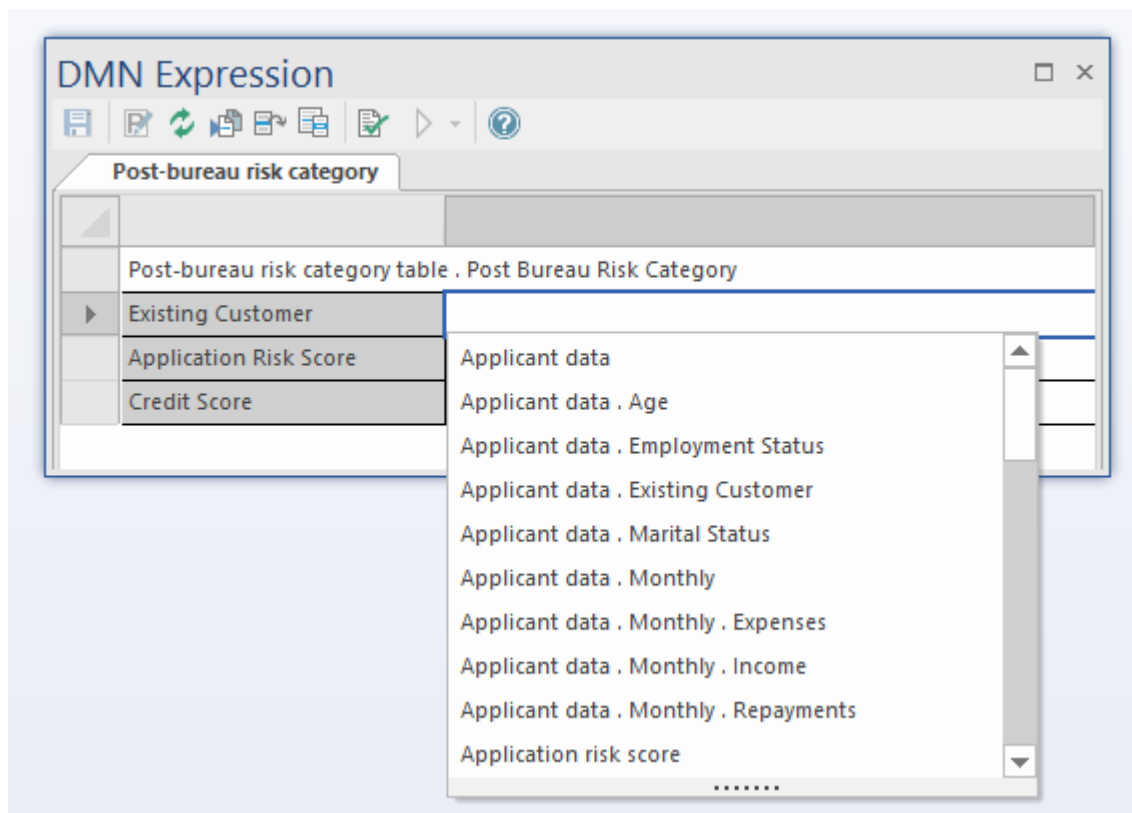 DMN Expression
Post-bureau risk category
Post-bureau risk category table . Post Bureau Risk Category
Existing Customer
Application Risk Score
Credit Score
Applicant data
Applicant data . Age
Applicant data . Employment Status
Applicant data . Existing Customer
Applicant data . Marital Status
Applicant data . Monthly
Applicant data . Monthly . Expenses
Applicant data . Monthly . Income
Applicant data . Monthly . Repayments
Application risk score